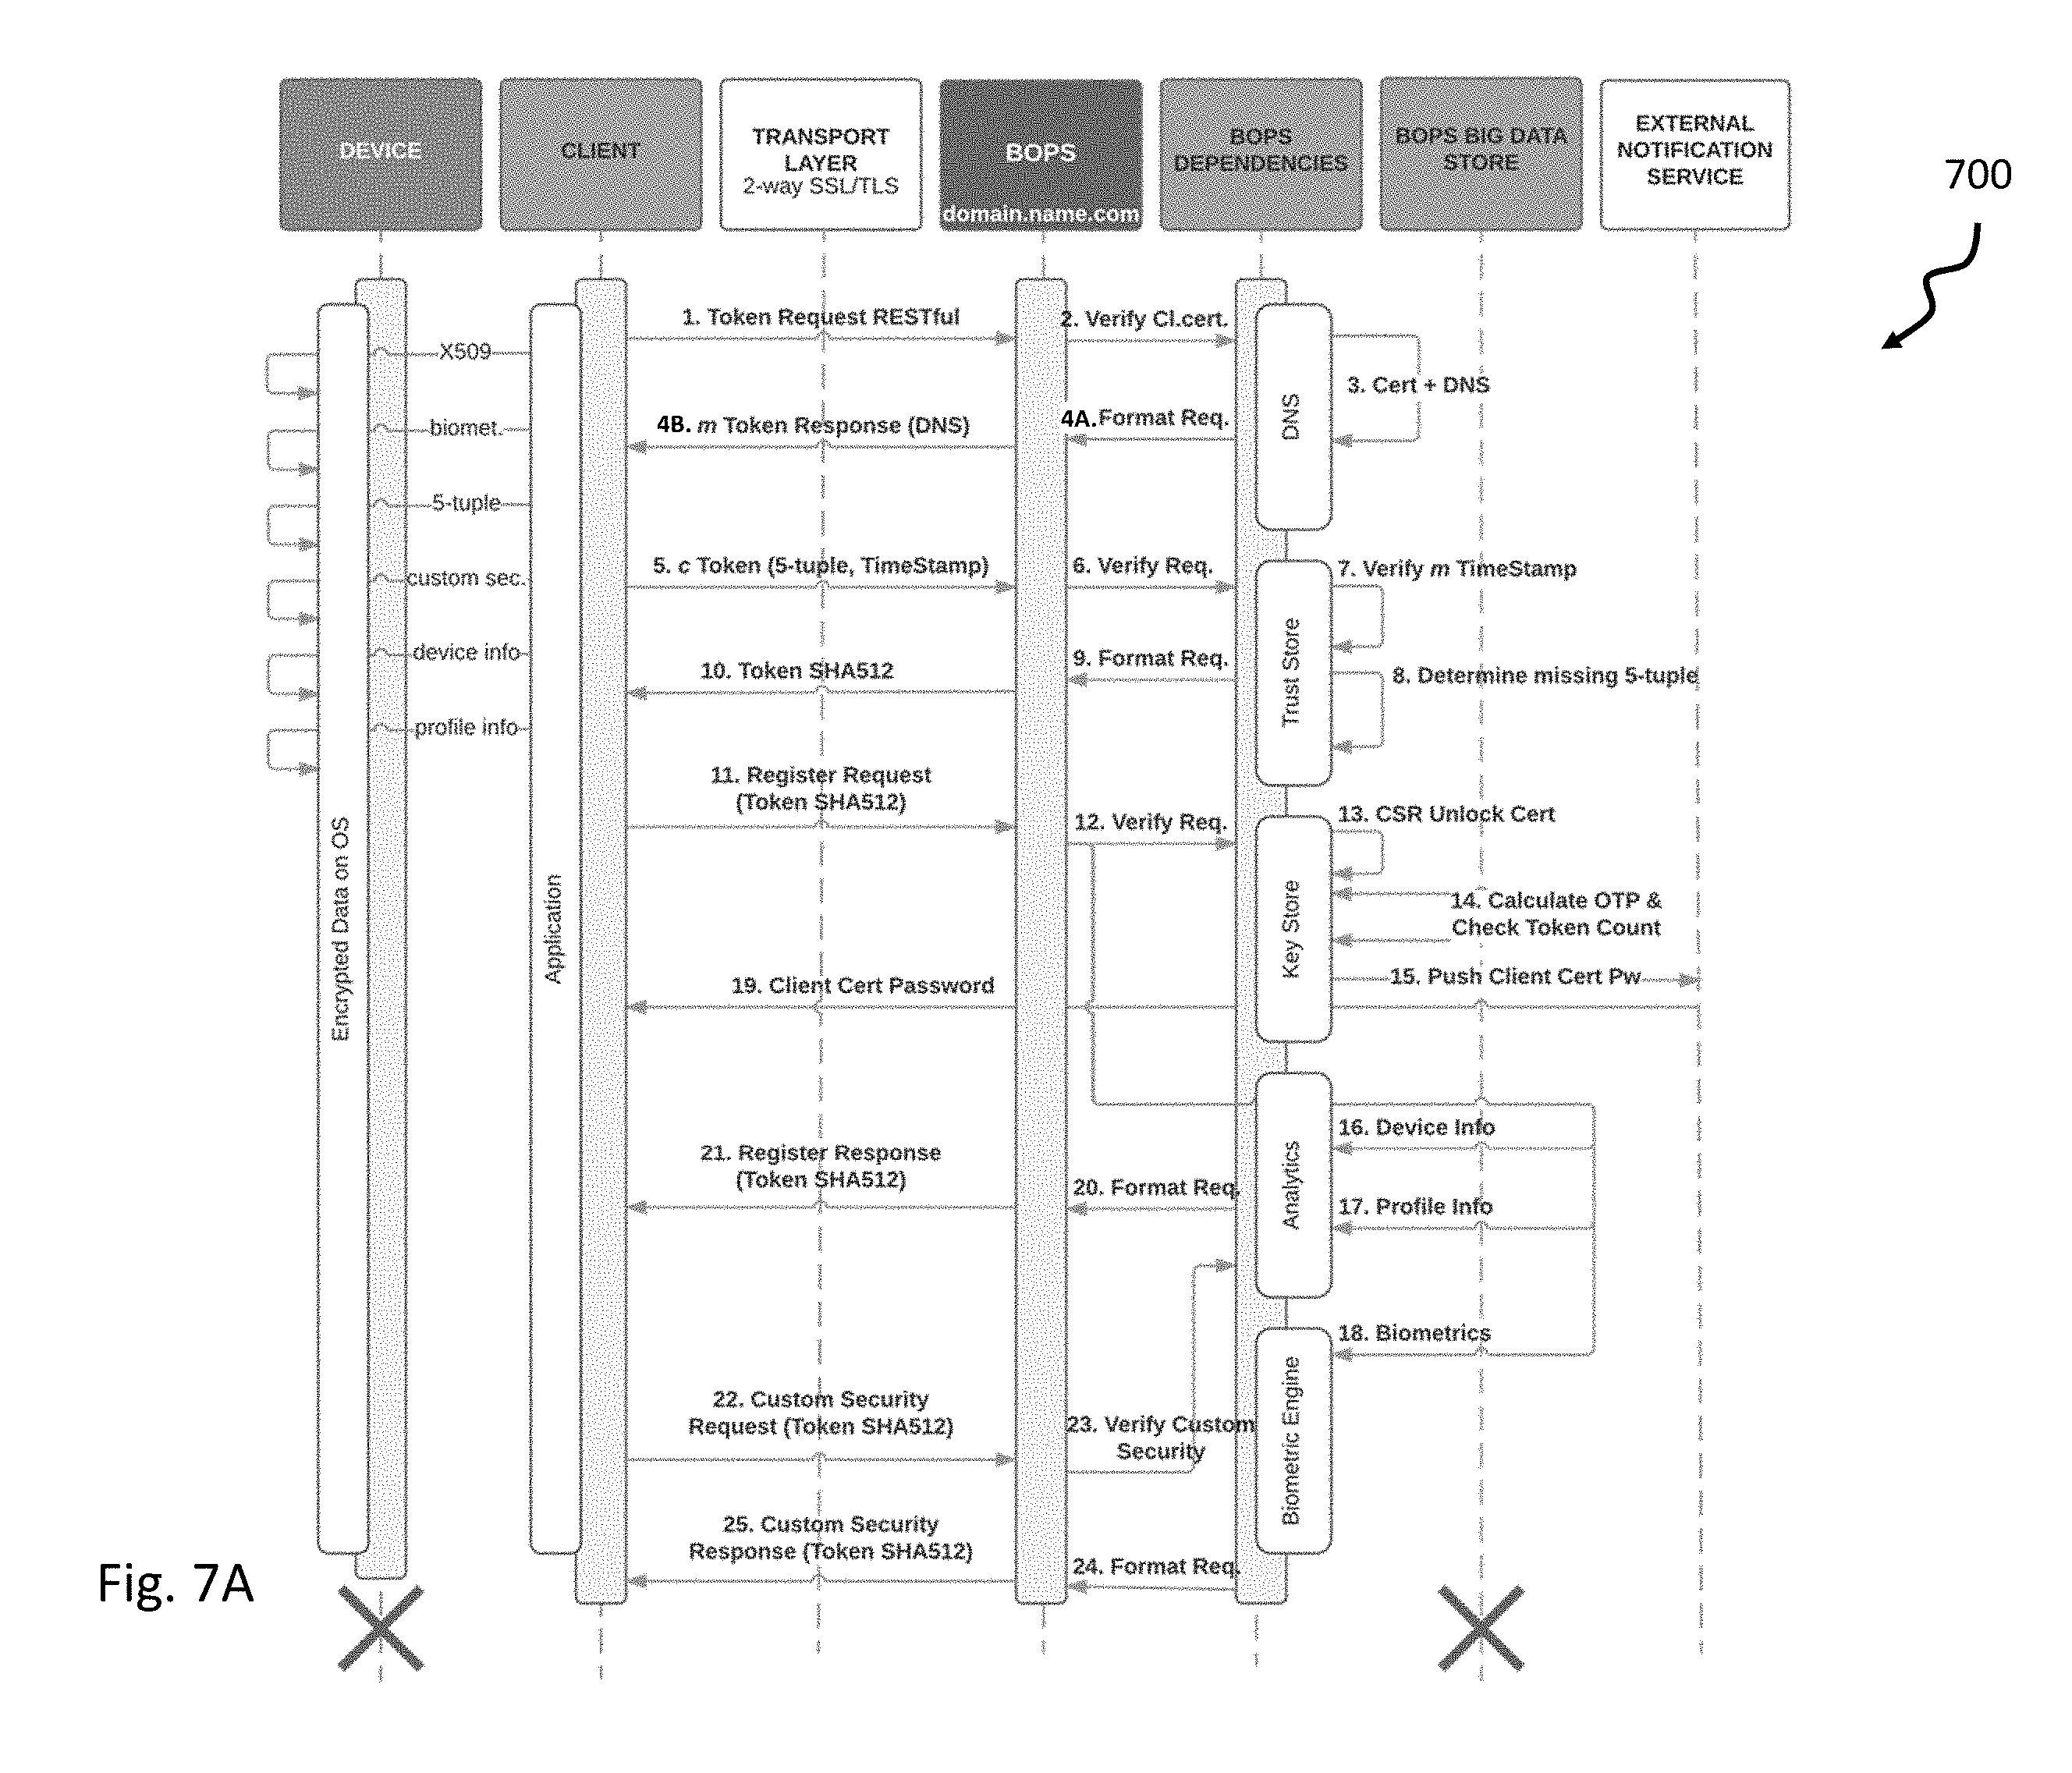 DEVICE
CLIENT
TRANSPORT
LAYER
2-way SSL/TLS
BOPS
domain.name.com
BOPS
DEPENDENCIES
BOPS BIG DATA
STORE
EXTERNAL
NOTIFICATION
SERVICE
700
1. Token Request RESTful
2. Verify Cl.cert.
X509
3. Cert + DNS
DNS
biomet.
4B. m Token Response (DNS)
4A. Format Req.
5-tuple
5. c Token (5-tuple, TimeStamp)
6. Verify Req.
7. Verify m TimeStamp
custom sec.
Trust Store
device info
10. Token SHA512
9. Format Req.
8. Determine missing 5-tuple
profile info
11. Register Request
(Token SHA512)
12. Verify Req.
13. CSR Unlock Cert
Encrypted Data on OS
Application
Key Store
14. Calculate OTP &
Check Token Count
15. Push Client Cert Pw
19. Client Cert Password
16. Device Info
21. Register Response
(Token SHA512)
20. Format Req.
Analytics
17. Profile Info
18. Biometrics
22. Custom Security
Request (Token SHA512)
23. Verify Custom
Security
Biometric Engine
25. Custom Security
Response (Token SHA512)
24. Format Req.
Fig. 7A